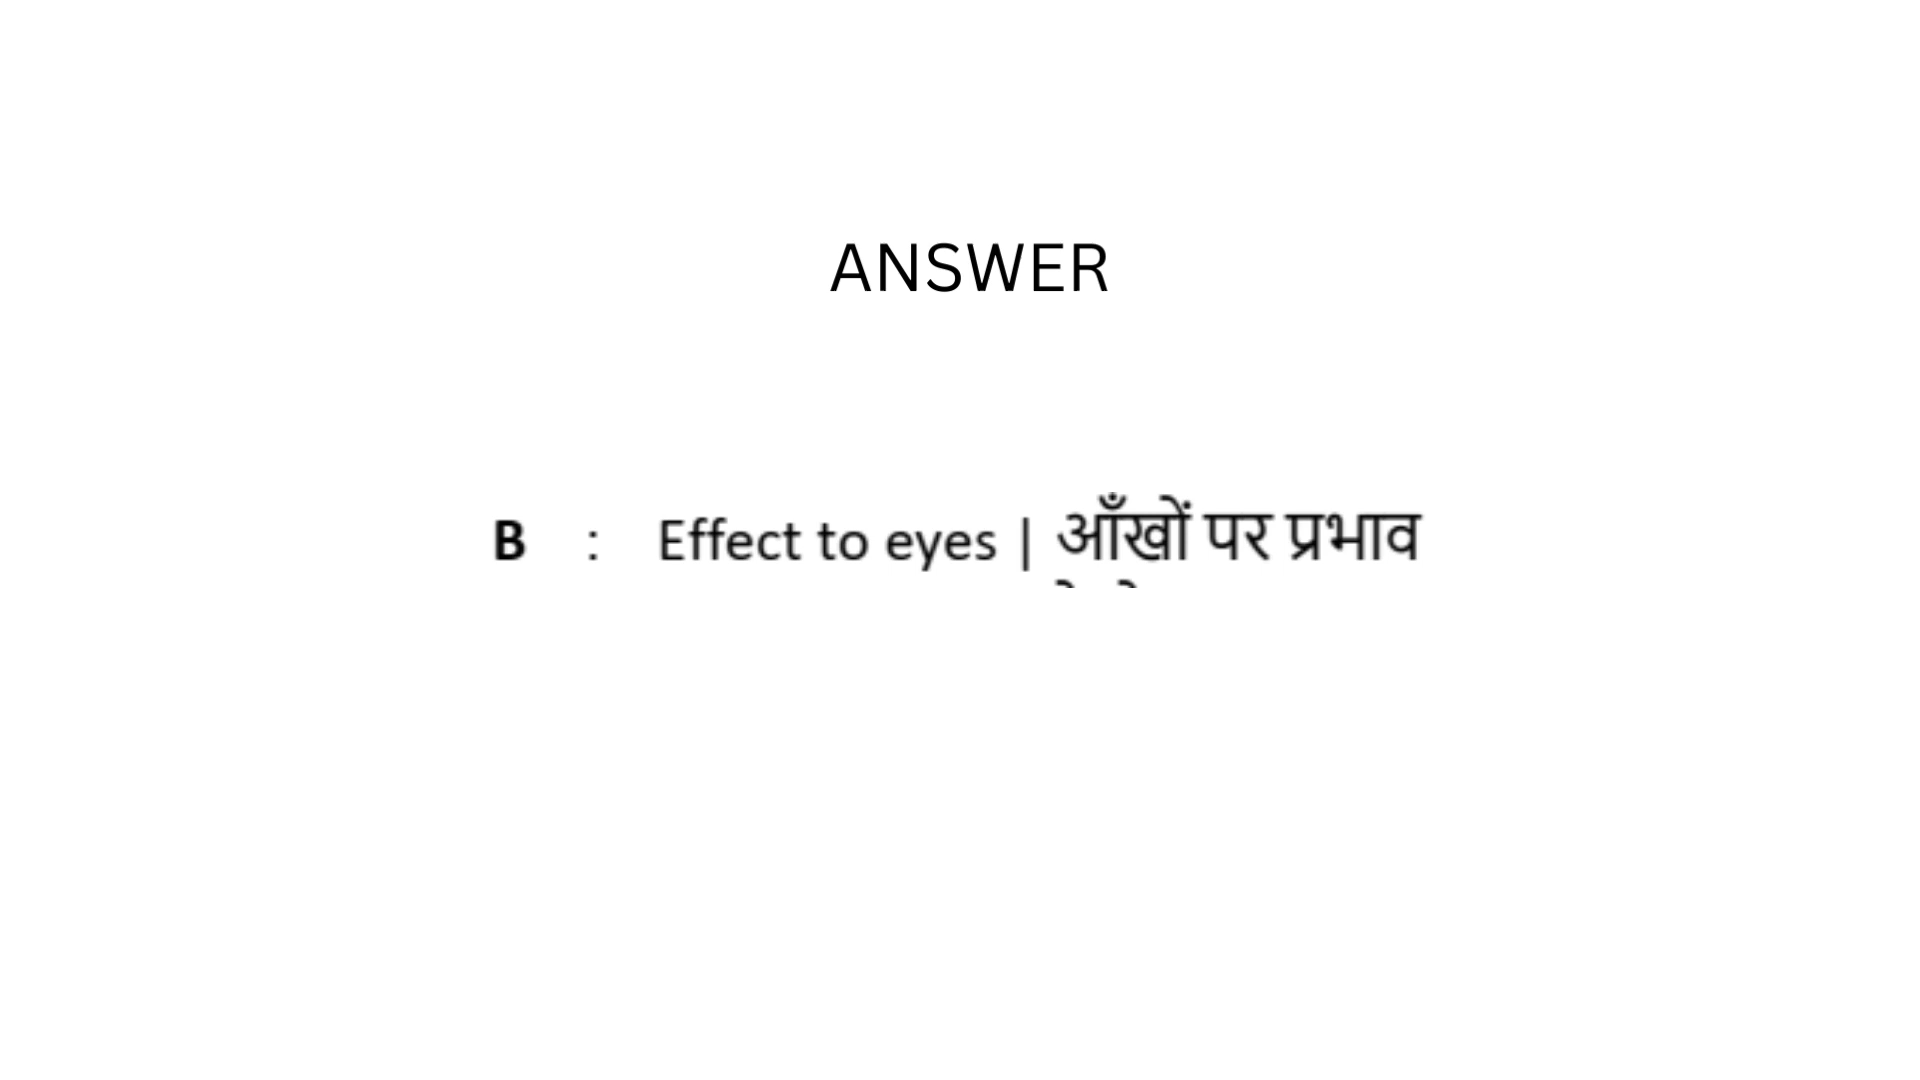 ANSWER
B : Effect to eyes | आँखों पर प्रभाव